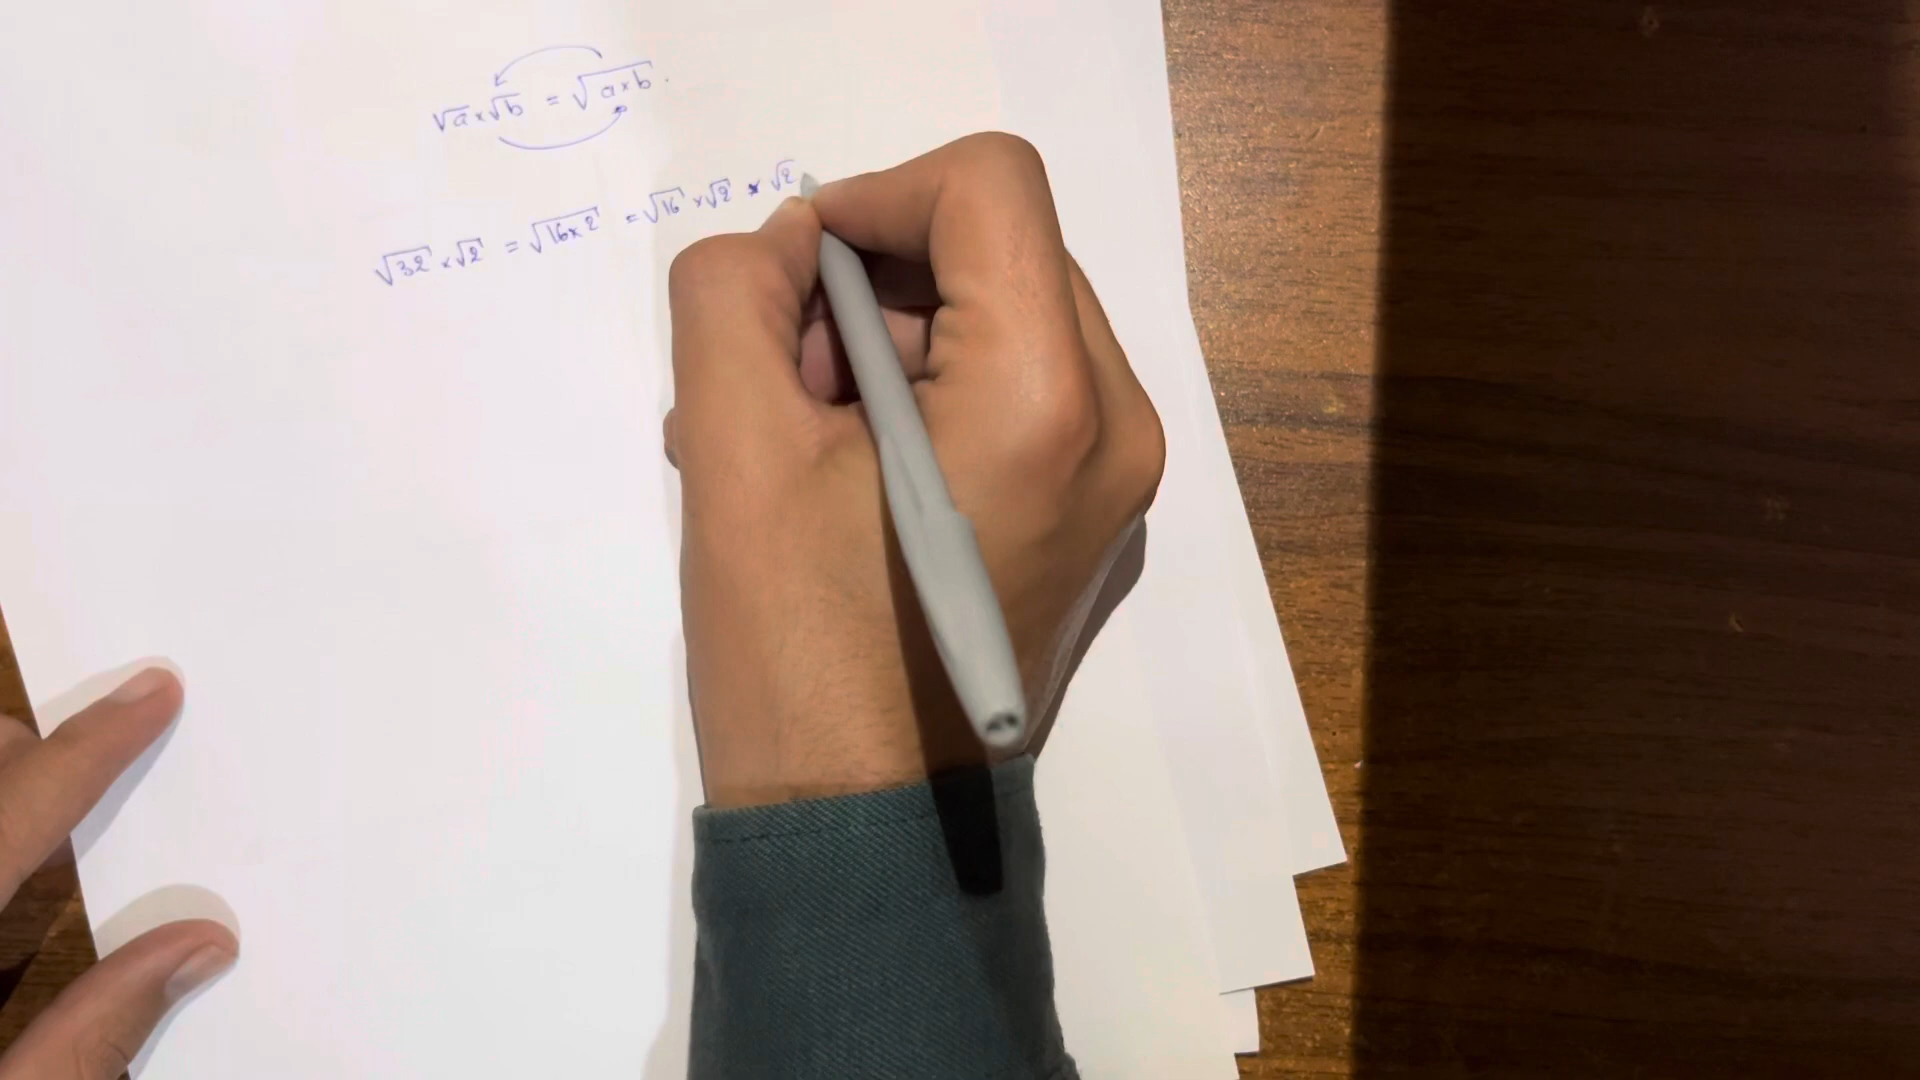 √a×√b = √a×b.
√32 ×√2 = √16×2 = √16 ×√2 × √2